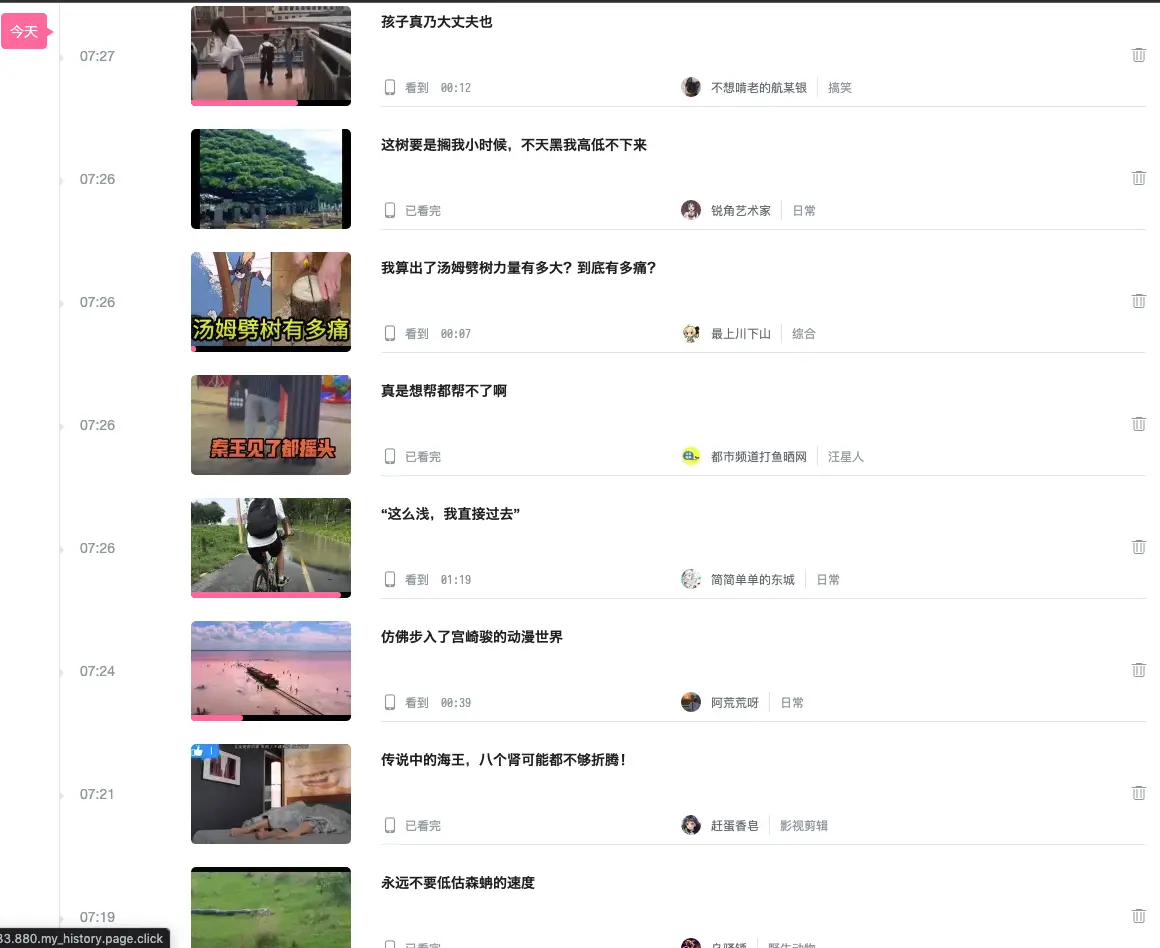 今天
07:27
孩子真乃大丈夫也
看到 00:12
不想啃老的航某银 搞笑
07:26
这树要是搁我小时候，不天黑我高低不下来
已看完
锐角艺术家 日常
07:26
汤姆劈树有多痛
我算出了汤姆劈树力量有多大？到底有多痛？
看到 00:07
最上川下山 综合
07:26
秦王见了都摇头
真是想帮都帮不了啊
已看完
都市频道打鱼晒网 汪星人
07:26
“这么浅，我直接过去”
看到 01:19
简简单单的东城 日常
07:24
仿佛步入了宫崎骏的动漫世界
看到 00:39
阿荒荒呀 日常
07:21
传说中的海王，八个肾可能都不够折腾！
已看完
赶蛋香皂 影视剪辑
07:19
永远不要低估森蚺的速度
已看完
野生动物
33.880.my_history.page.click